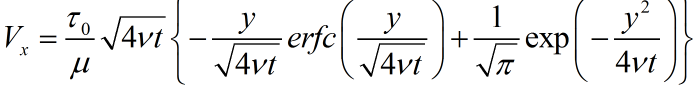 V_x = \frac{\tau_0}{\mu} \sqrt{4\nu t} \left\{ -\frac{y}{\sqrt{4\nu t}} erfc\left( \frac{y}{\sqrt{4\nu t}} \right) + \frac{1}{\sqrt{\pi}} \exp\left( -\frac{y^2}{4\nu t} \right) \right\}